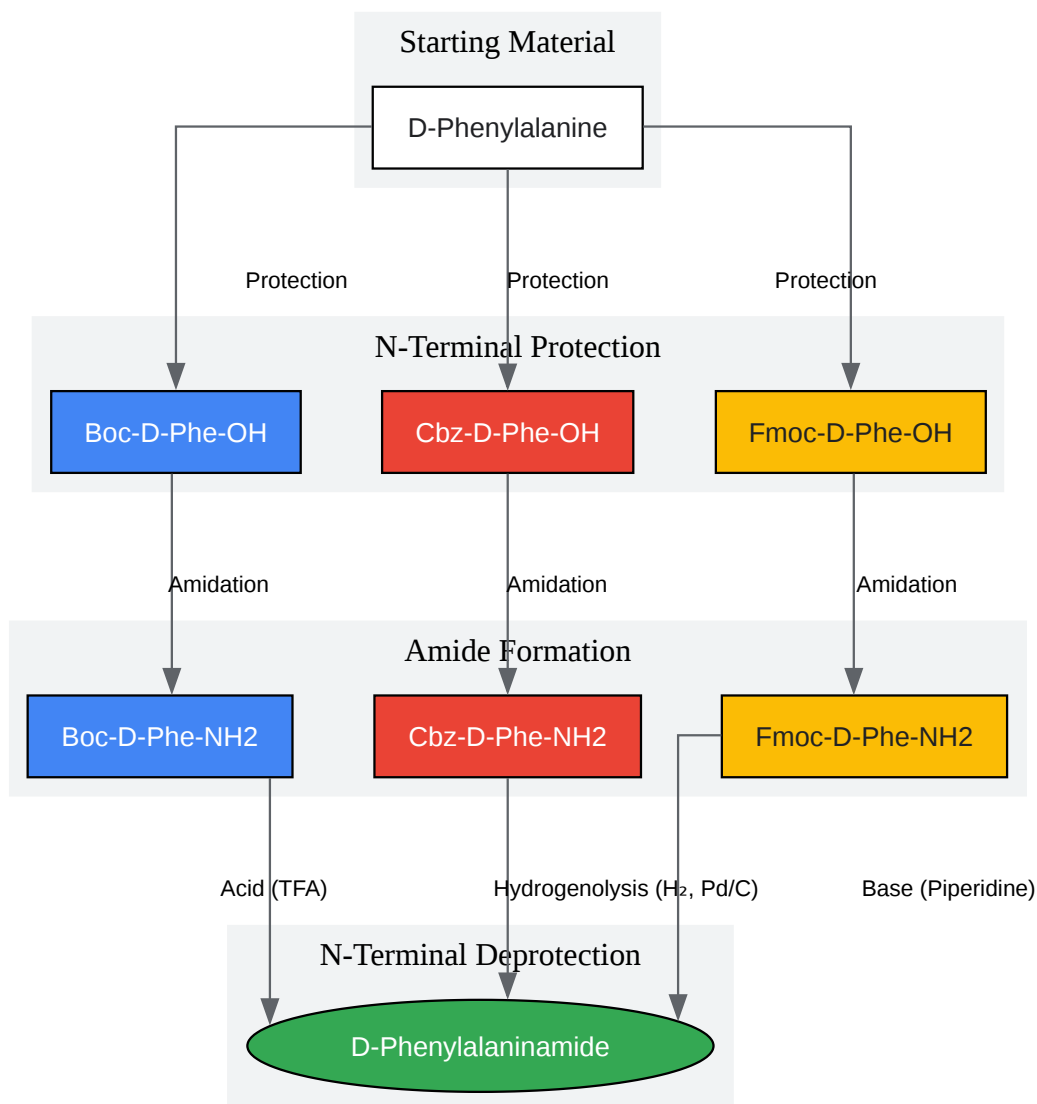 Starting Material
D-Phenylalanine
Protection
Protection
Protection
N-Terminal Protection
Boc-D-Phe-OH
Cbz-D-Phe-OH
Fmoc-D-Phe-OH
Amidation
Amidation
Amidation
Amide Formation
Boc-D-Phe-NH2
Cbz-D-Phe-NH2
Fmoc-D-Phe-NH2
Acid (TFA)
Hydrogenolysis (H₂, Pd/C)
Base (Piperidine)
N-Terminal Deprotection
D-Phenylalaninamide